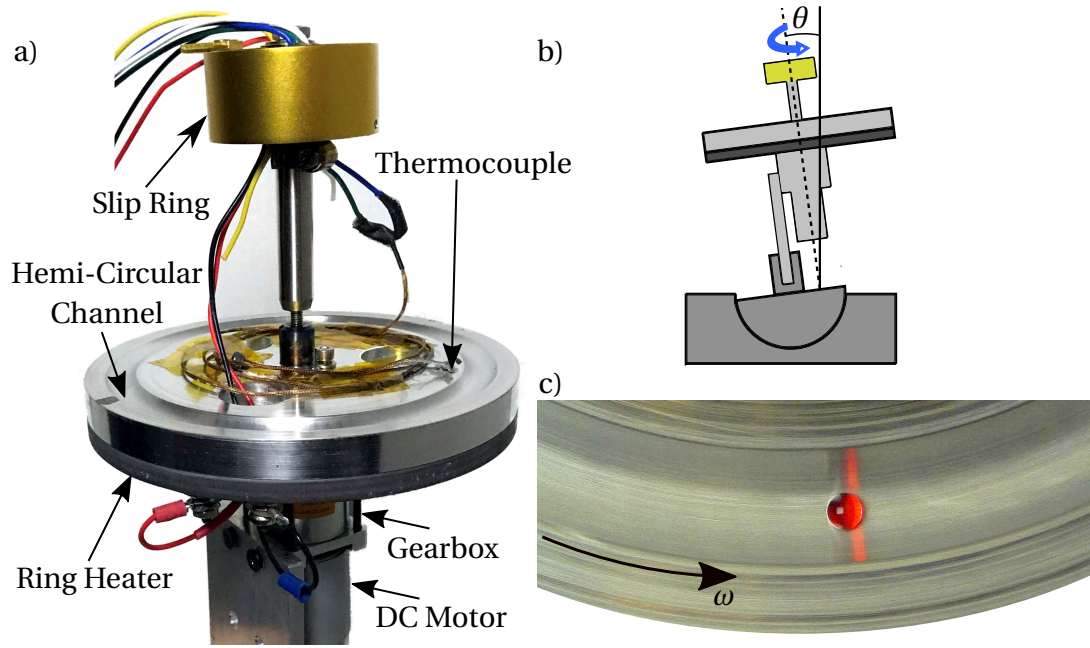 a)
Slip Ring
Thermocouple
Hemi-Circular
Channel
Ring Heater
Gearbox
DC Motor
b)
θ
c)
ω